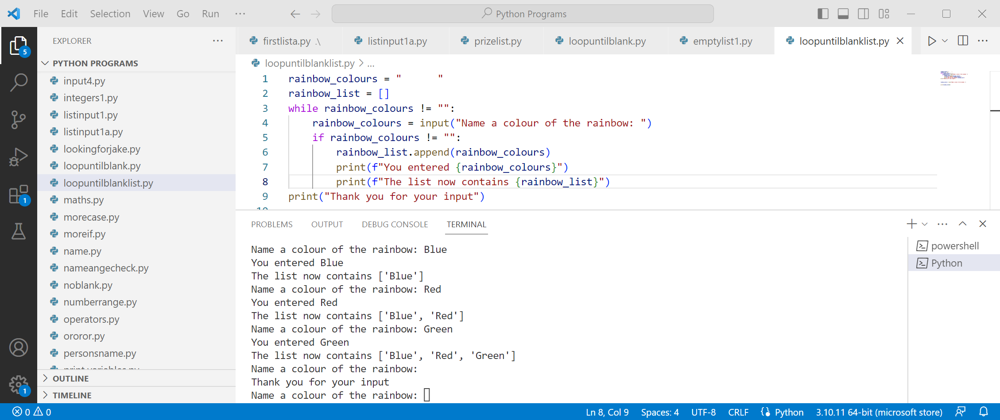 File Edit Selection View Go Run ··· Python Programs
EXPLORER ···
PYTHON PROGRAMS
input4.py
integers1.py
listinput1.py
listinput1a.py
lookingforjake.py
loopuntilblank.py
loopuntilblanklist.py
maths.py
morecase.py
moreif.py
name.py
nameangecheck.py
noblank.py
numberrange.py
operators.py
ororor.py
personsname.py
print variables.py
OUTLINE
TIMELINE
5
1
1
firstlista.py .\ listinput1a.py prizelist.py loopuntilblank.py emptylist1.py loopuntilblanklist.py
loopuntilblanklist.py > ...
1 rainbow_colours = "      "
2 rainbow_list = []
3 while rainbow_colours != "":
4     rainbow_colours = input("Name a colour of the rainbow: ")
5     if rainbow_colours != "":
6         rainbow_list.append(rainbow_colours)
7         print(f"You entered {rainbow_colours}")
8         print(f"The list now contains {rainbow_list}")
9 print("Thank you for your input")
10
PROBLEMS OUTPUT DEBUG CONSOLE TERMINAL
Name a colour of the rainbow: Blue
You entered Blue
The list now contains ['Blue']
Name a colour of the rainbow: Red
You entered Red
The list now contains ['Blue', 'Red']
Name a colour of the rainbow: Green
You entered Green
The list now contains ['Blue', 'Red', 'Green']
Name a colour of the rainbow:
Thank you for your input
Name a colour of the rainbow:
powershell
Python
0 0 Ln 8, Col 9 Spaces: 4 UTF-8 CRLF Python 3.10.11 64-bit (microsoft store)